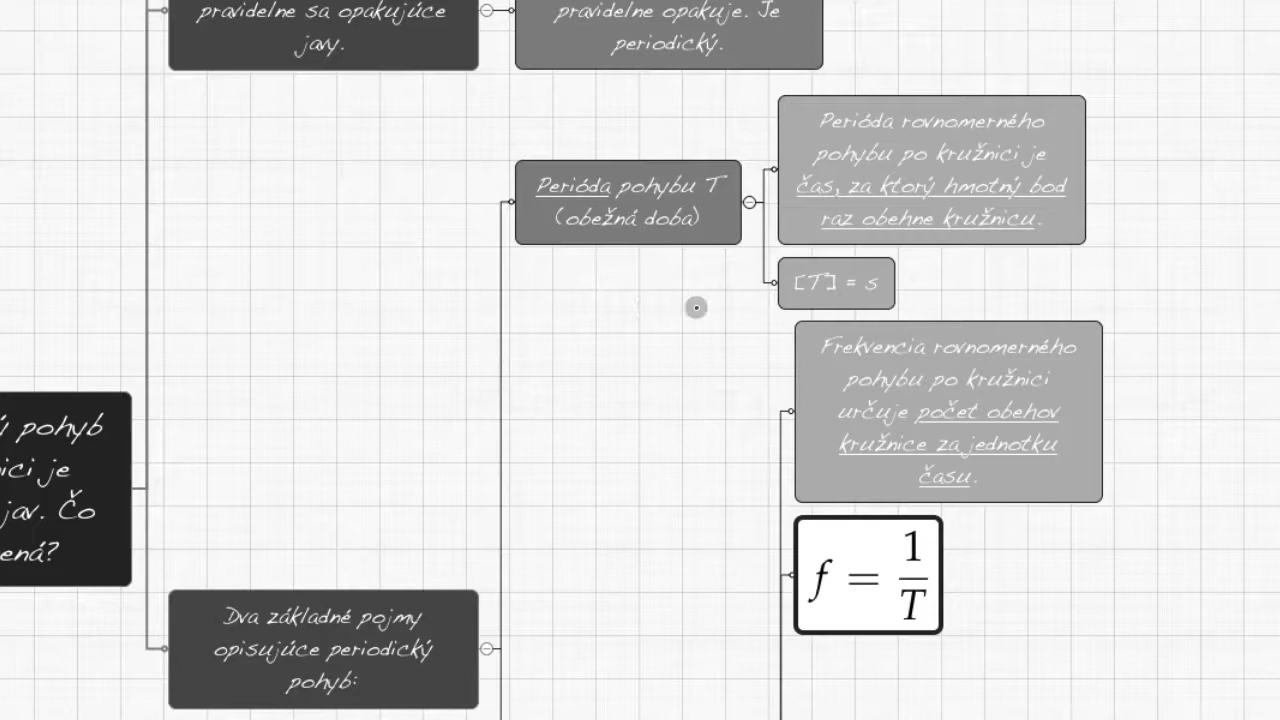 pravidelne sa opakujúce
javy.
pravidelne opakuje. Je
periodický.
Perióda rovnomerného
pohybu po kružnici je
čas, za ktorý hmotný bod
raz obehne kružnicu.
Perióda pohybu T
(obežná doba)
[T] = s
Frekvencia rovnomerného
pohybu po kružnici
určuje počet obehov
kružnice za jednotku
času.
pohyb
je
jav. Čo
f = 1/T
Dva základné pojmy
opisujúce periodický
pohyb: